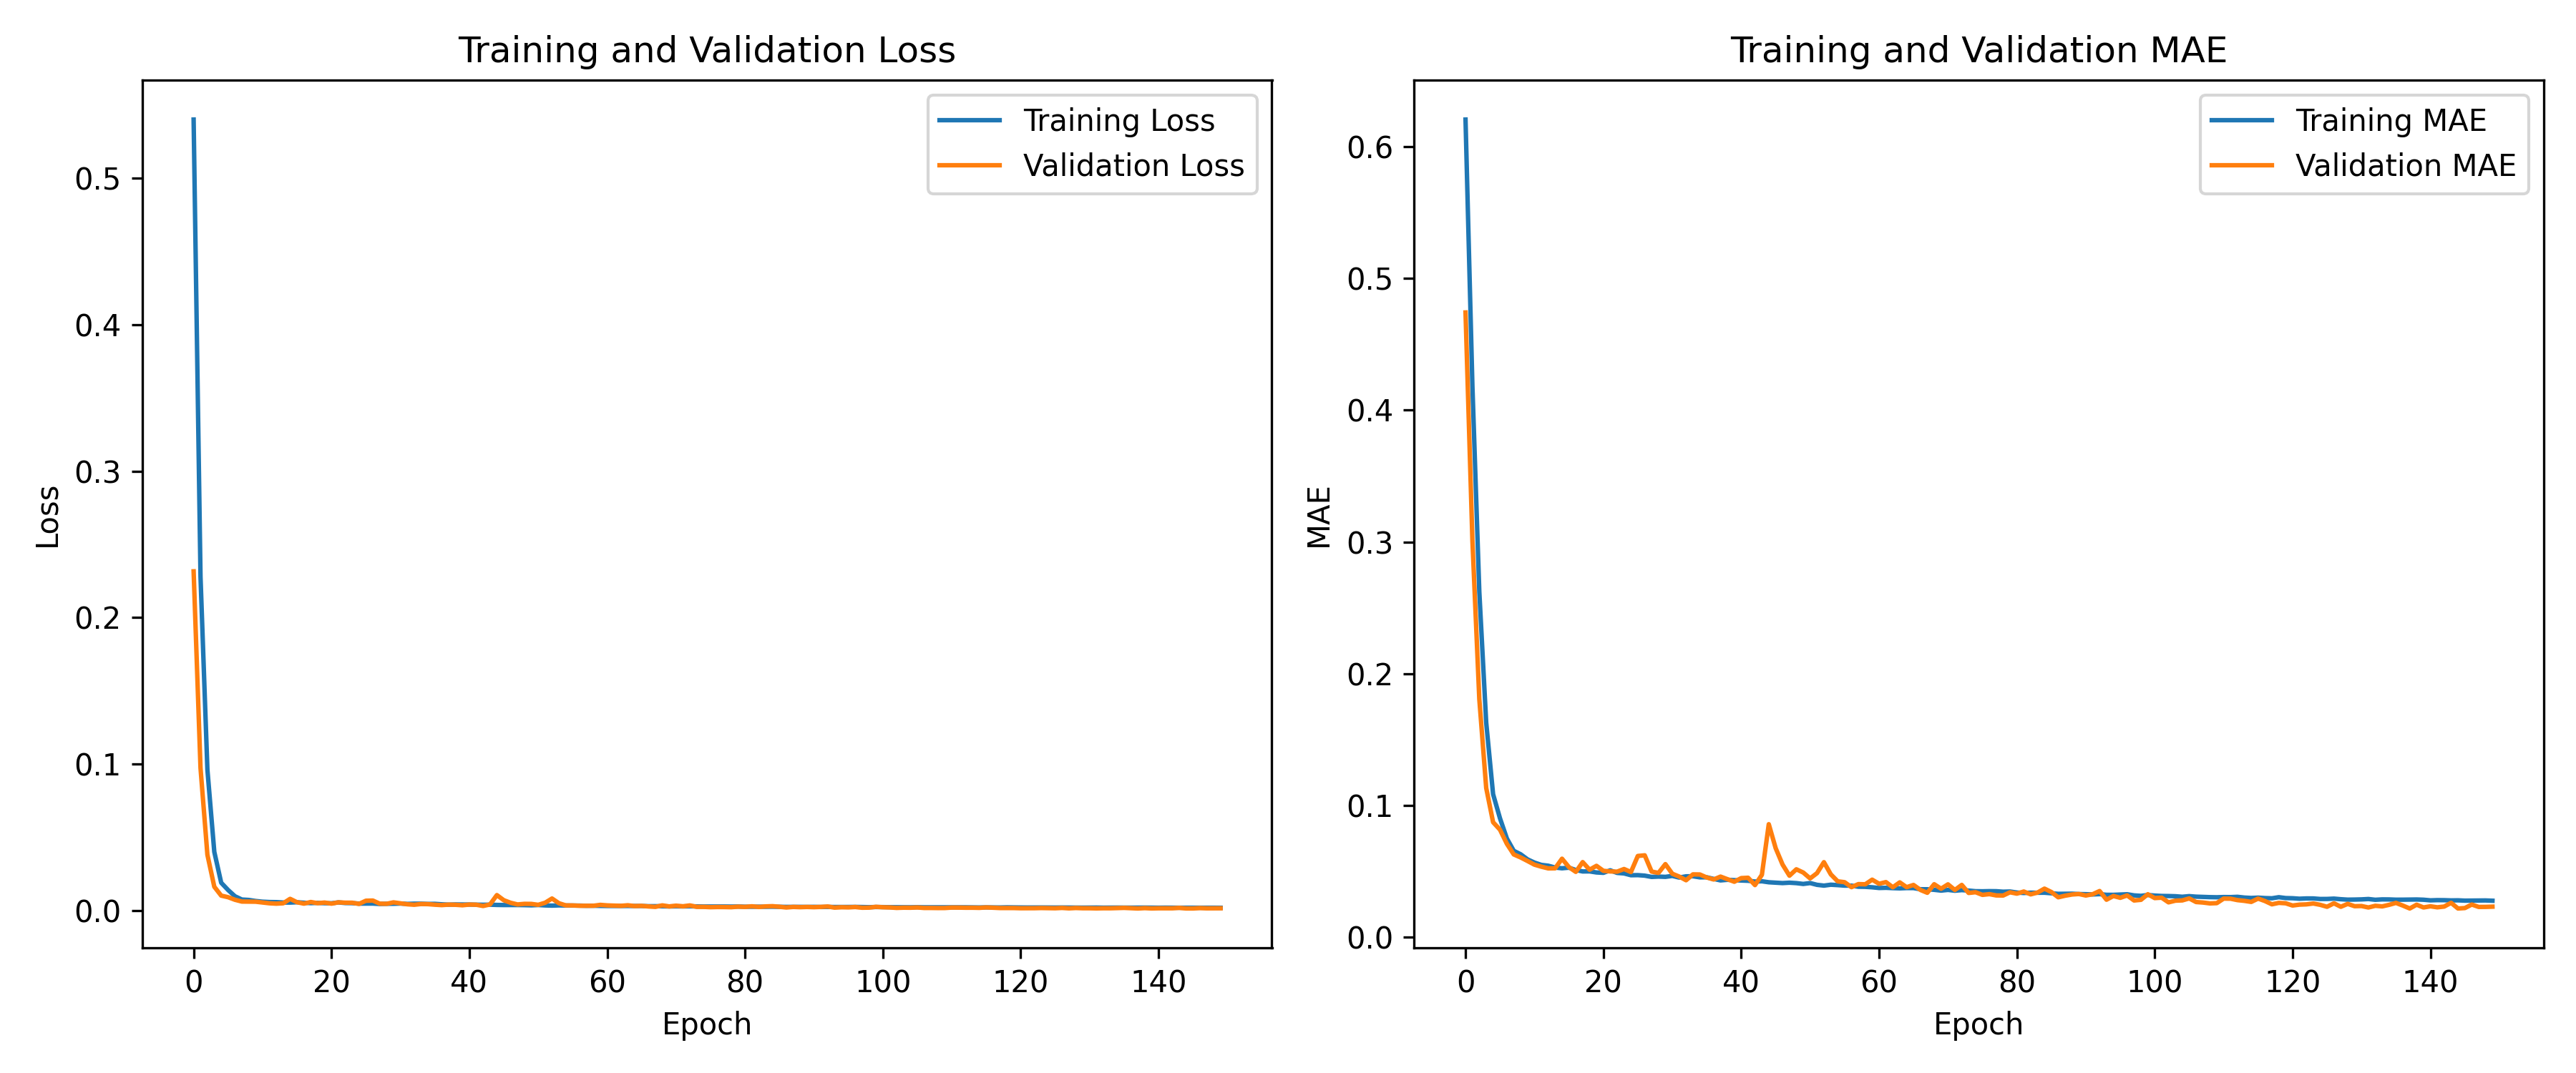 Training and Validation Loss
Training Loss
Validation Loss
0.5
0.4
0.3
0.2
0.1
0.0
Loss
0 20 40 60 80 100 120 140
Epoch
Training and Validation MAE
Training MAE
Validation MAE
0.6
0.5
0.4
0.3
0.2
0.1
0.0
MAE
0 20 40 60 80 100 120 140
Epoch